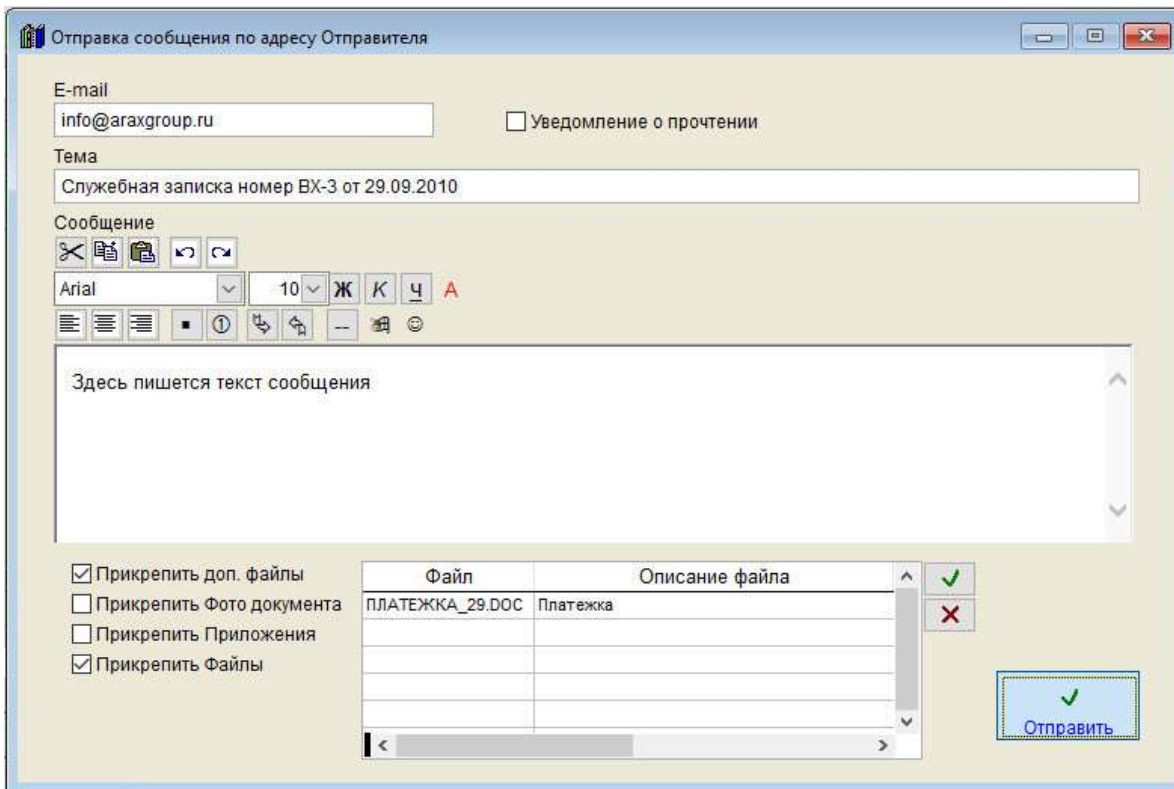 Отправка сообщения по адресу Отправителя
E-mail
info@araxgroup.ru
Уведомление о прочтении
Тема
Служебная записка номер ВХ-3 от 29.09.2010
Сообщение
Arial 10 Ж К Ч А
Здесь пишется текст сообщения
Прикрепить доп. файлы
Прикрепить Фото документа
Прикрепить Приложения
Прикрепить Файлы
Файл Описание файла
ПЛАТЕЖКА_29.DOC Платежка
Отправить